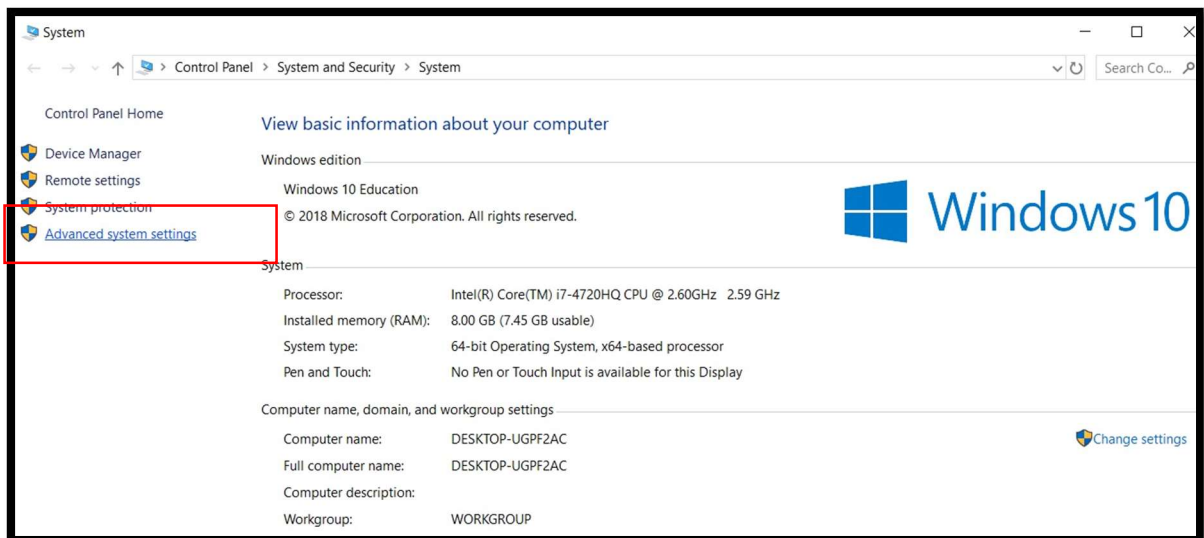 System
Control Panel > System and Security > System
Search Co...
Control Panel Home
Device Manager
Remote settings
System protection
Advanced system settings
View basic information about your computer
Windows edition
Windows 10 Education
© 2018 Microsoft Corporation. All rights reserved.
Windows 10
System
Processor: Intel(R) Core(TM) i7-4720HQ CPU @ 2.60GHz 2.59 GHz
Installed memory (RAM): 8.00 GB (7.45 GB usable)
System type: 64-bit Operating System, x64-based processor
Pen and Touch: No Pen or Touch Input is available for this Display
Computer name, domain, and workgroup settings
Computer name: DESKTOP-UGPF2AC
Change settings
Full computer name: DESKTOP-UGPF2AC
Computer description:
Workgroup: WORKGROUP